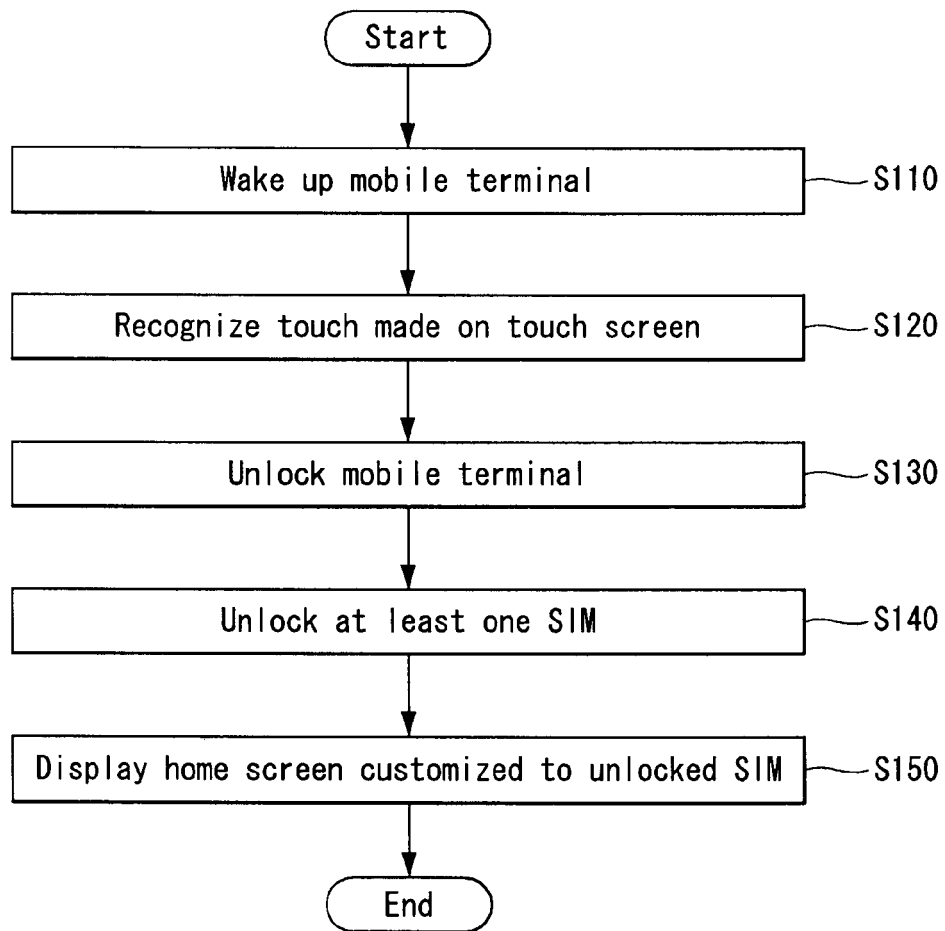 Start
Wake up mobile terminal
S110
Recognize touch made on touch screen
S120
Unlock mobile terminal
S130
Unlock at least one SIM
S140
Display home screen customized to unlocked SIM
S150
End